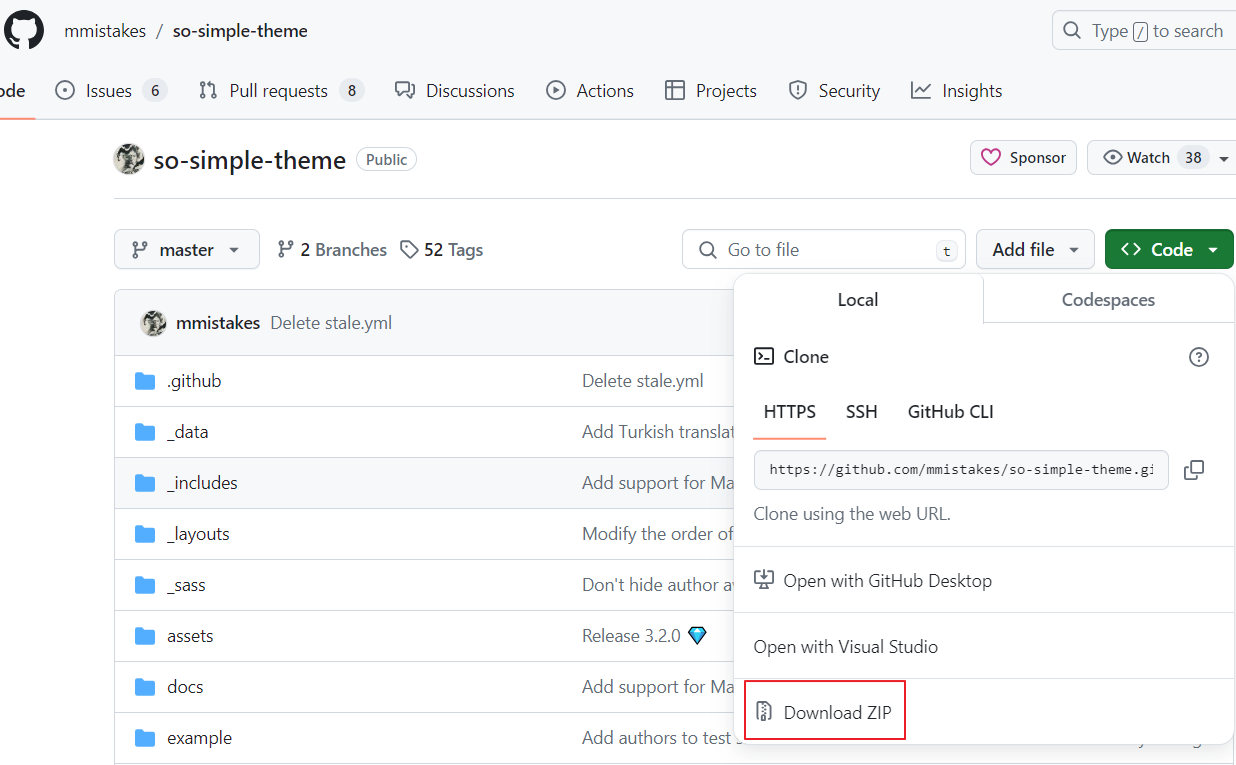 mmistakes / so-simple-theme
Type / to search
ode Issues 6 Pull requests 8 Discussions Actions Projects Security Insights
so-simple-theme Public
Sponsor Watch 38
master 2 Branches 52 Tags
Go to file t Add file <> Code
Local Codespaces
mmistakes Delete stale.yml
Clone
.github Delete stale.yml
HTTPS SSH GitHub CLI
_data Add Turkish translat
https://github.com/mmistakes/so-simple-theme.gi
_includes Add support for Ma
Clone using the web URL.
_layouts Modify the order of
Open with GitHub Desktop
_sass Don't hide author a
assets Release 3.2.0
Open with Visual Studio
docs Add support for Ma
Download ZIP
example Add authors to test